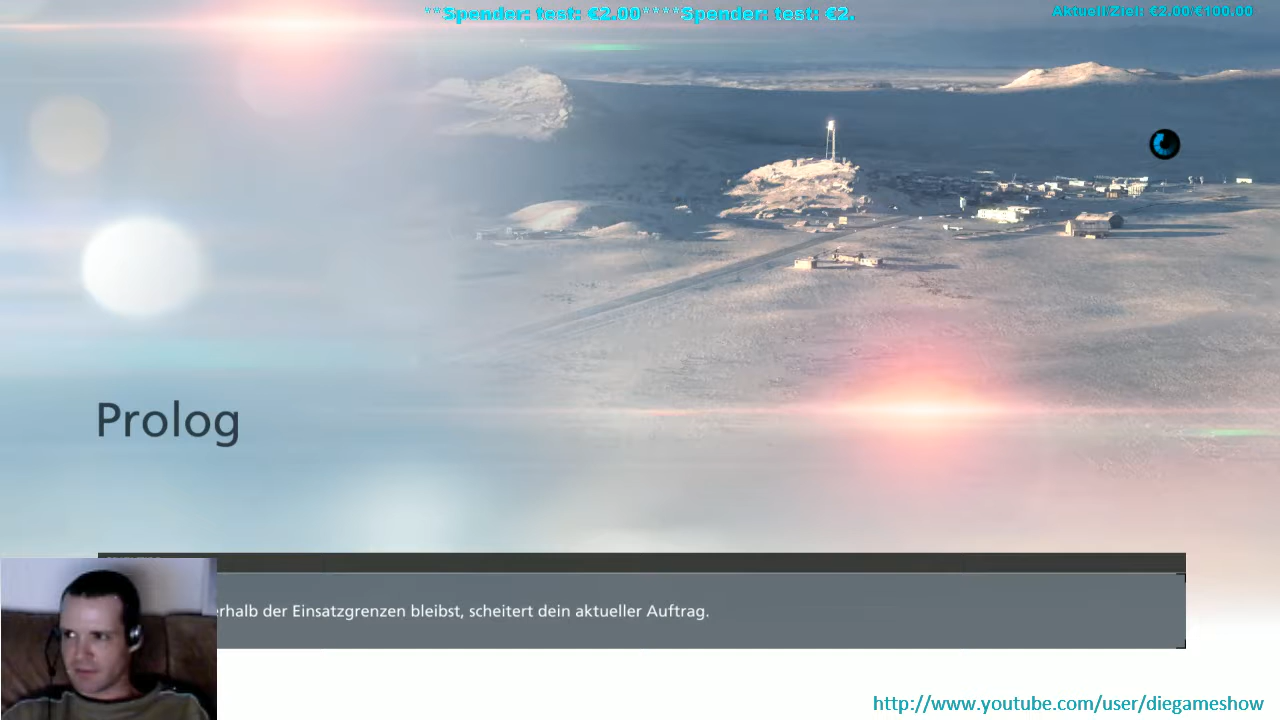 **Spender: test: €2.00****Spender: test: €2.
Aktuell/Ziel: €2.00/€100.00
Prolog
erhalb der Einsatzgrenzen bleibst, scheitert dein aktueller Auftrag.
http://www.youtube.com/user/diegameshow